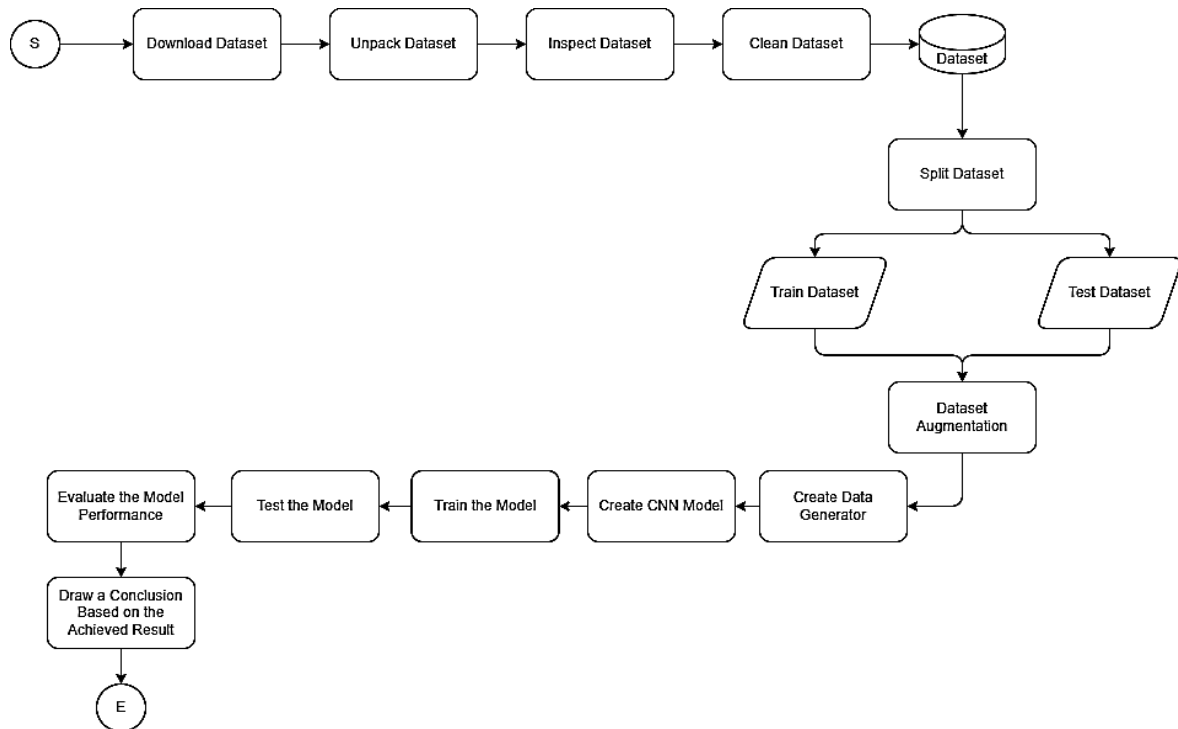 S
Download Dataset
Unpack Dataset
Inspect Dataset
Clean Dataset
Dataset
Split Dataset
Train Dataset
Test Dataset
Dataset
Augmentation
Create Data
Generator
Create CNN Model
Train the Model
Test the Model
Evaluate the Model
Performance
Draw a Conclusion
Based on the
Achieved Result
E